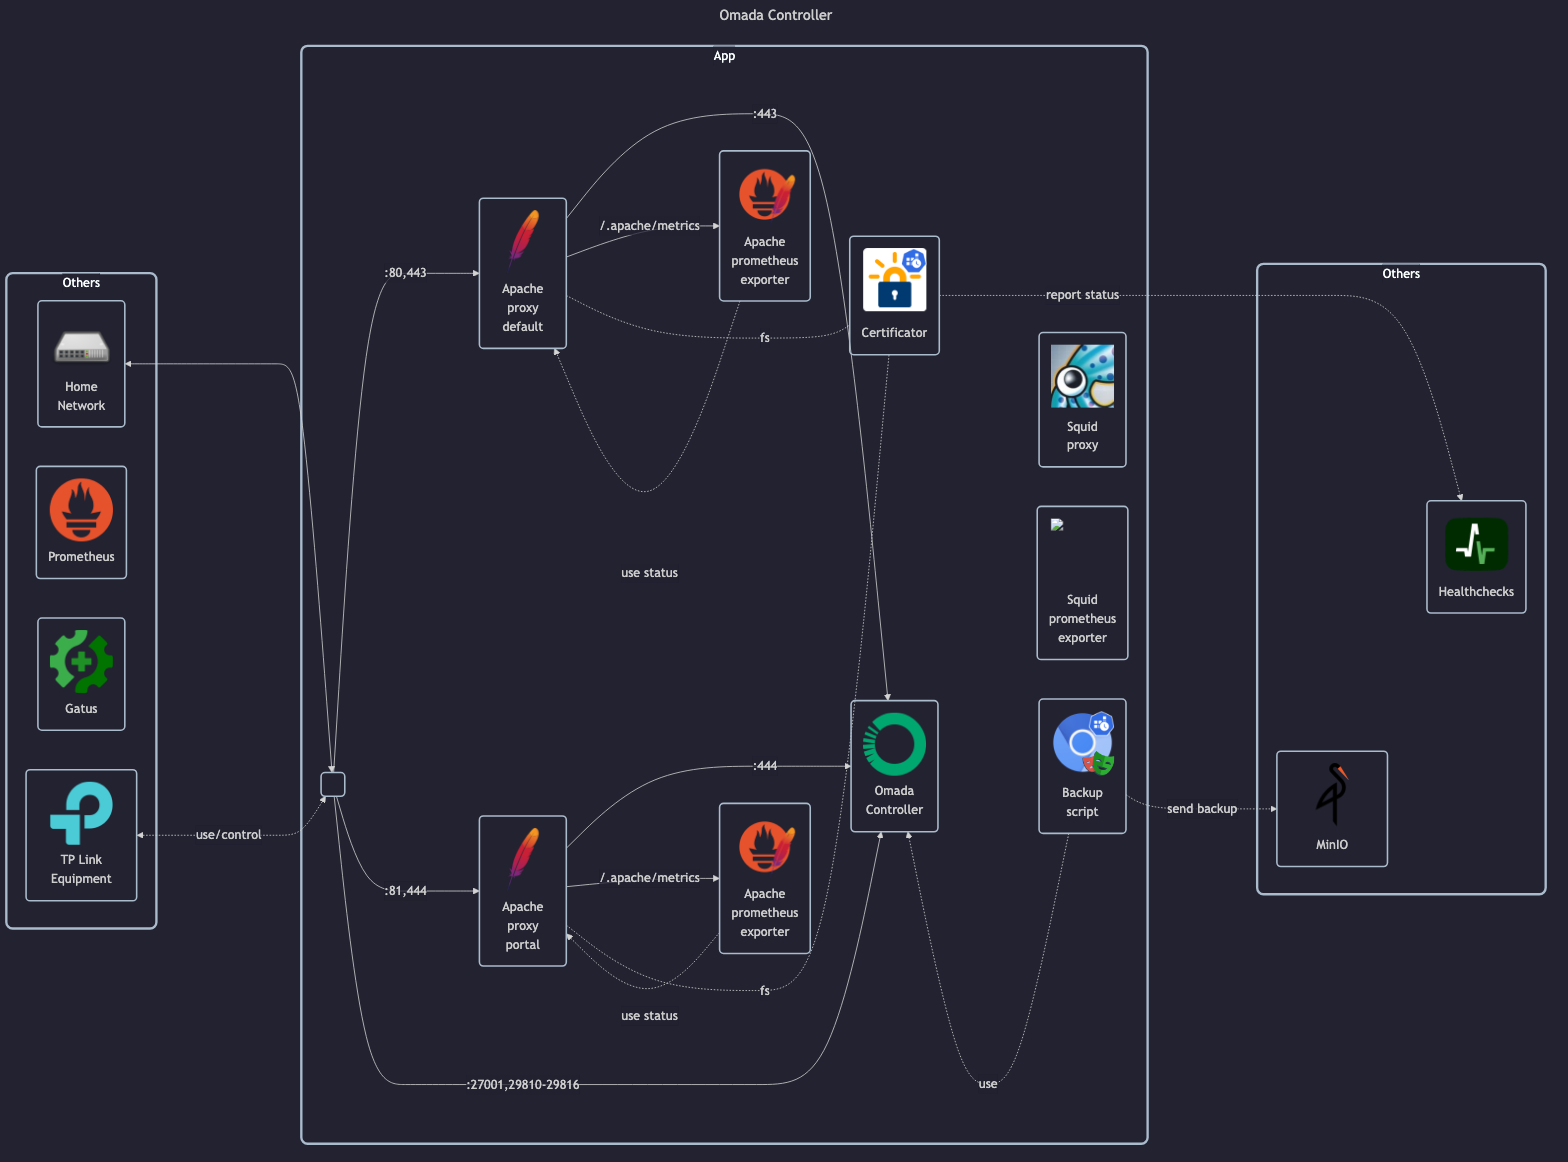 Omada Controller
App
Others
Home
Network
Prometheus
Gatus
TP Link
Equipment
use/control
:80,443
:81,444
:27001,29810-29816
Apache
proxy
default
:443
/.apache/metrics
Apache
prometheus
exporter
fs
use status
Certificator
report status
Squid
proxy
Squid
prometheus
exporter
Apache
proxy
portal
:444
/.apache/metrics
Apache
prometheus
exporter
fs
use status
Omada
Controller
Backup
script
use
send backup
Others
Healthchecks
MinIO